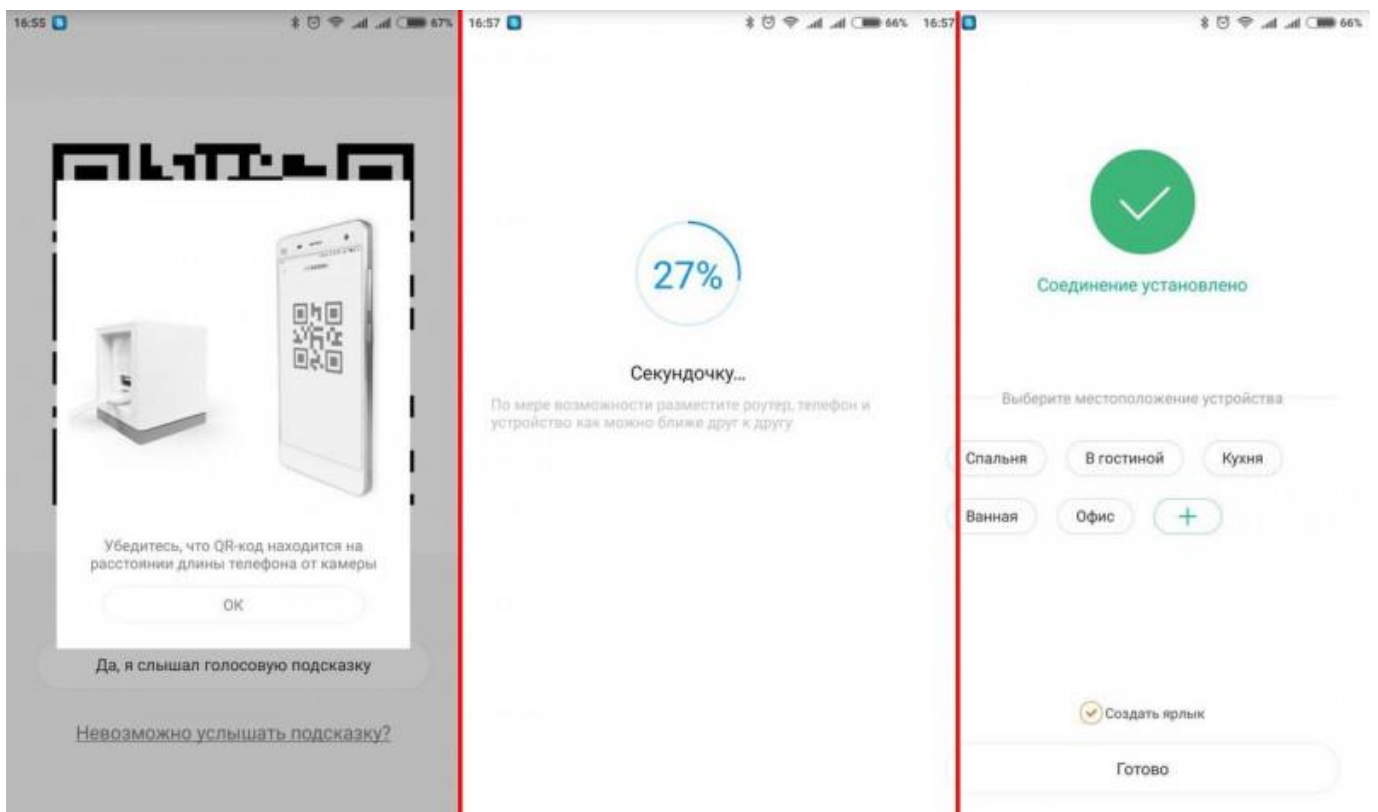 16:55
67%
Убедитесь, что QR-код находится на
расстоянии длины телефона от камеры
OK
Да, я слышал голосовую подсказку
Невозможно услышать подсказку?
16:57
66%
27%
Секундочку...
По мере возможности разместите роутер, телефон и
устройство как можно ближе друг к другу
16:57
66%
Соединение установлено
Выберите местоположение устройства
Спальня В гостиной Кухня
Ванная Офис +
Создать ярлык
Готово